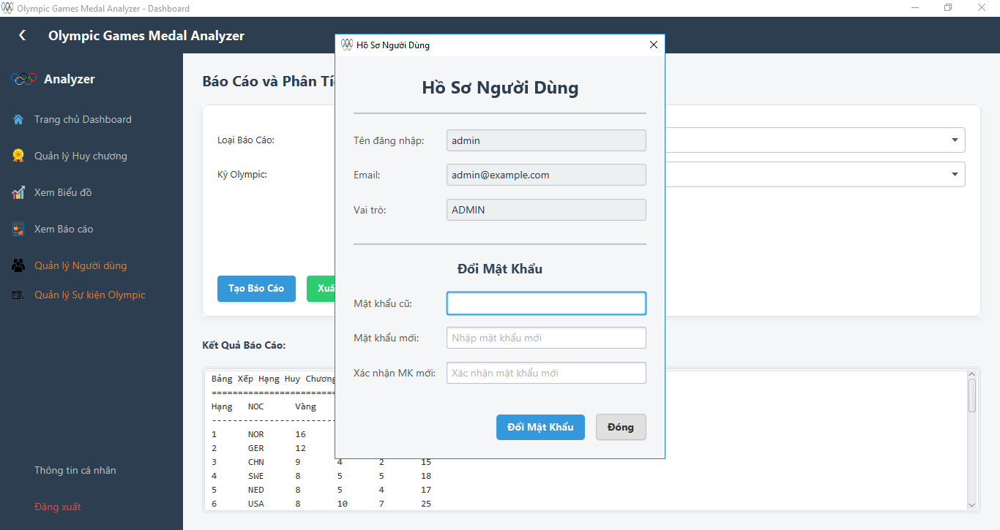 Olympic Games Medal Analyzer - Dashboard
Olympic Games Medal Analyzer
Analyzer
Trang chủ Dashboard
Quản lý Huy chương
Xem Biểu đồ
Xem Báo cáo
Quản lý Người dùng
Quản lý Sự kiện Olympic
Thông tin cá nhân
Đăng xuất
Báo Cáo và Phân
Loại Báo Cáo:
Kỳ Olympic:
Tạo Báo Cáo
Kết Quả Báo Cáo:
Bảng Xếp Hạng Huy Chương
==========================
Hạng NOC Vàng
--------------------------
1 NOR 16
2 GER 12
3 CHN 9 4 2 15
4 SWE 8 5 5 18
5 NED 8 5 4 17
6 USA 8 10 7 25
Hồ Sơ Người Dùng
Hồ Sơ Người Dùng
Tên đăng nhập: admin
Email: admin@example.com
Vai trò: ADMIN
Đổi Mật Khẩu
Mật khẩu cũ:
Mật khẩu mới: Nhập mật khẩu mới
Xác nhận MK mới: Xác nhận mật khẩu mới
Đổi Mật Khẩu Đóng